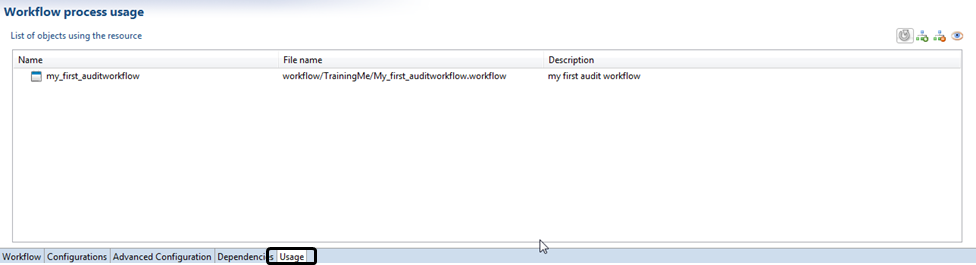 Workflow process usage
List of objects using the resource
Name File name Description
my_first_auditworkflow workflow/TrainingMe/My_first_auditworkflow.workflow my first audit workflow
Workflow Configurations Advanced Configuration Dependencies Usage